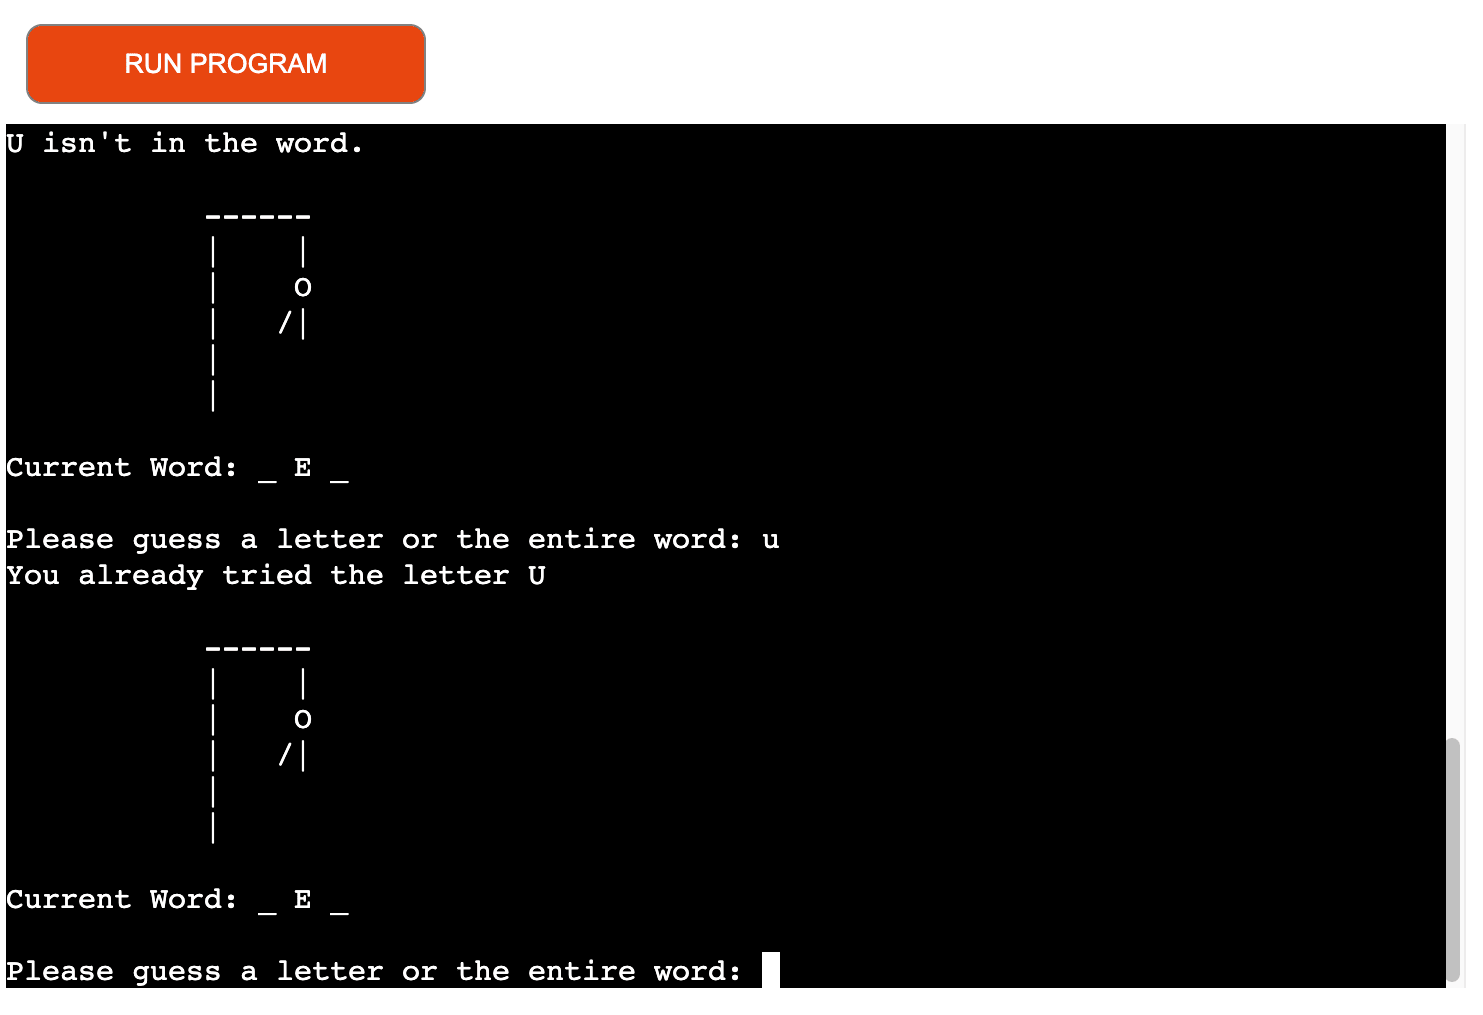 RUN PROGRAM
U isn't in the word.
           ------
           |    |
           |    O
           |   /|
           |
           |
Current Word: _ E _
Please guess a letter or the entire word: u
You already tried the letter U
           ------
           |    |
           |    O
           |   /|
           |
           |
Current Word: _ E _
Please guess a letter or the entire word: